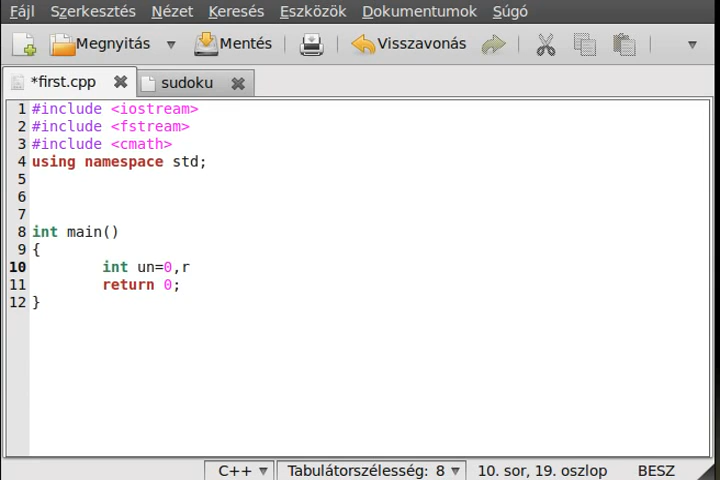 Fájl Szerkesztés Nézet Keresés Eszközök Dokumentumok Súgó
Megnyitás Mentés Visszavonás
*first.cpp sudoku
1 #include <iostream>
2 #include <fstream>
3 #include <cmath>
4 using namespace std;
5
6
7
8 int main()
9 {
10 int un=0,r
11 return 0;
12 }
C++ Tabulátorszélesség: 8 10. sor, 19. oszlop BESZ